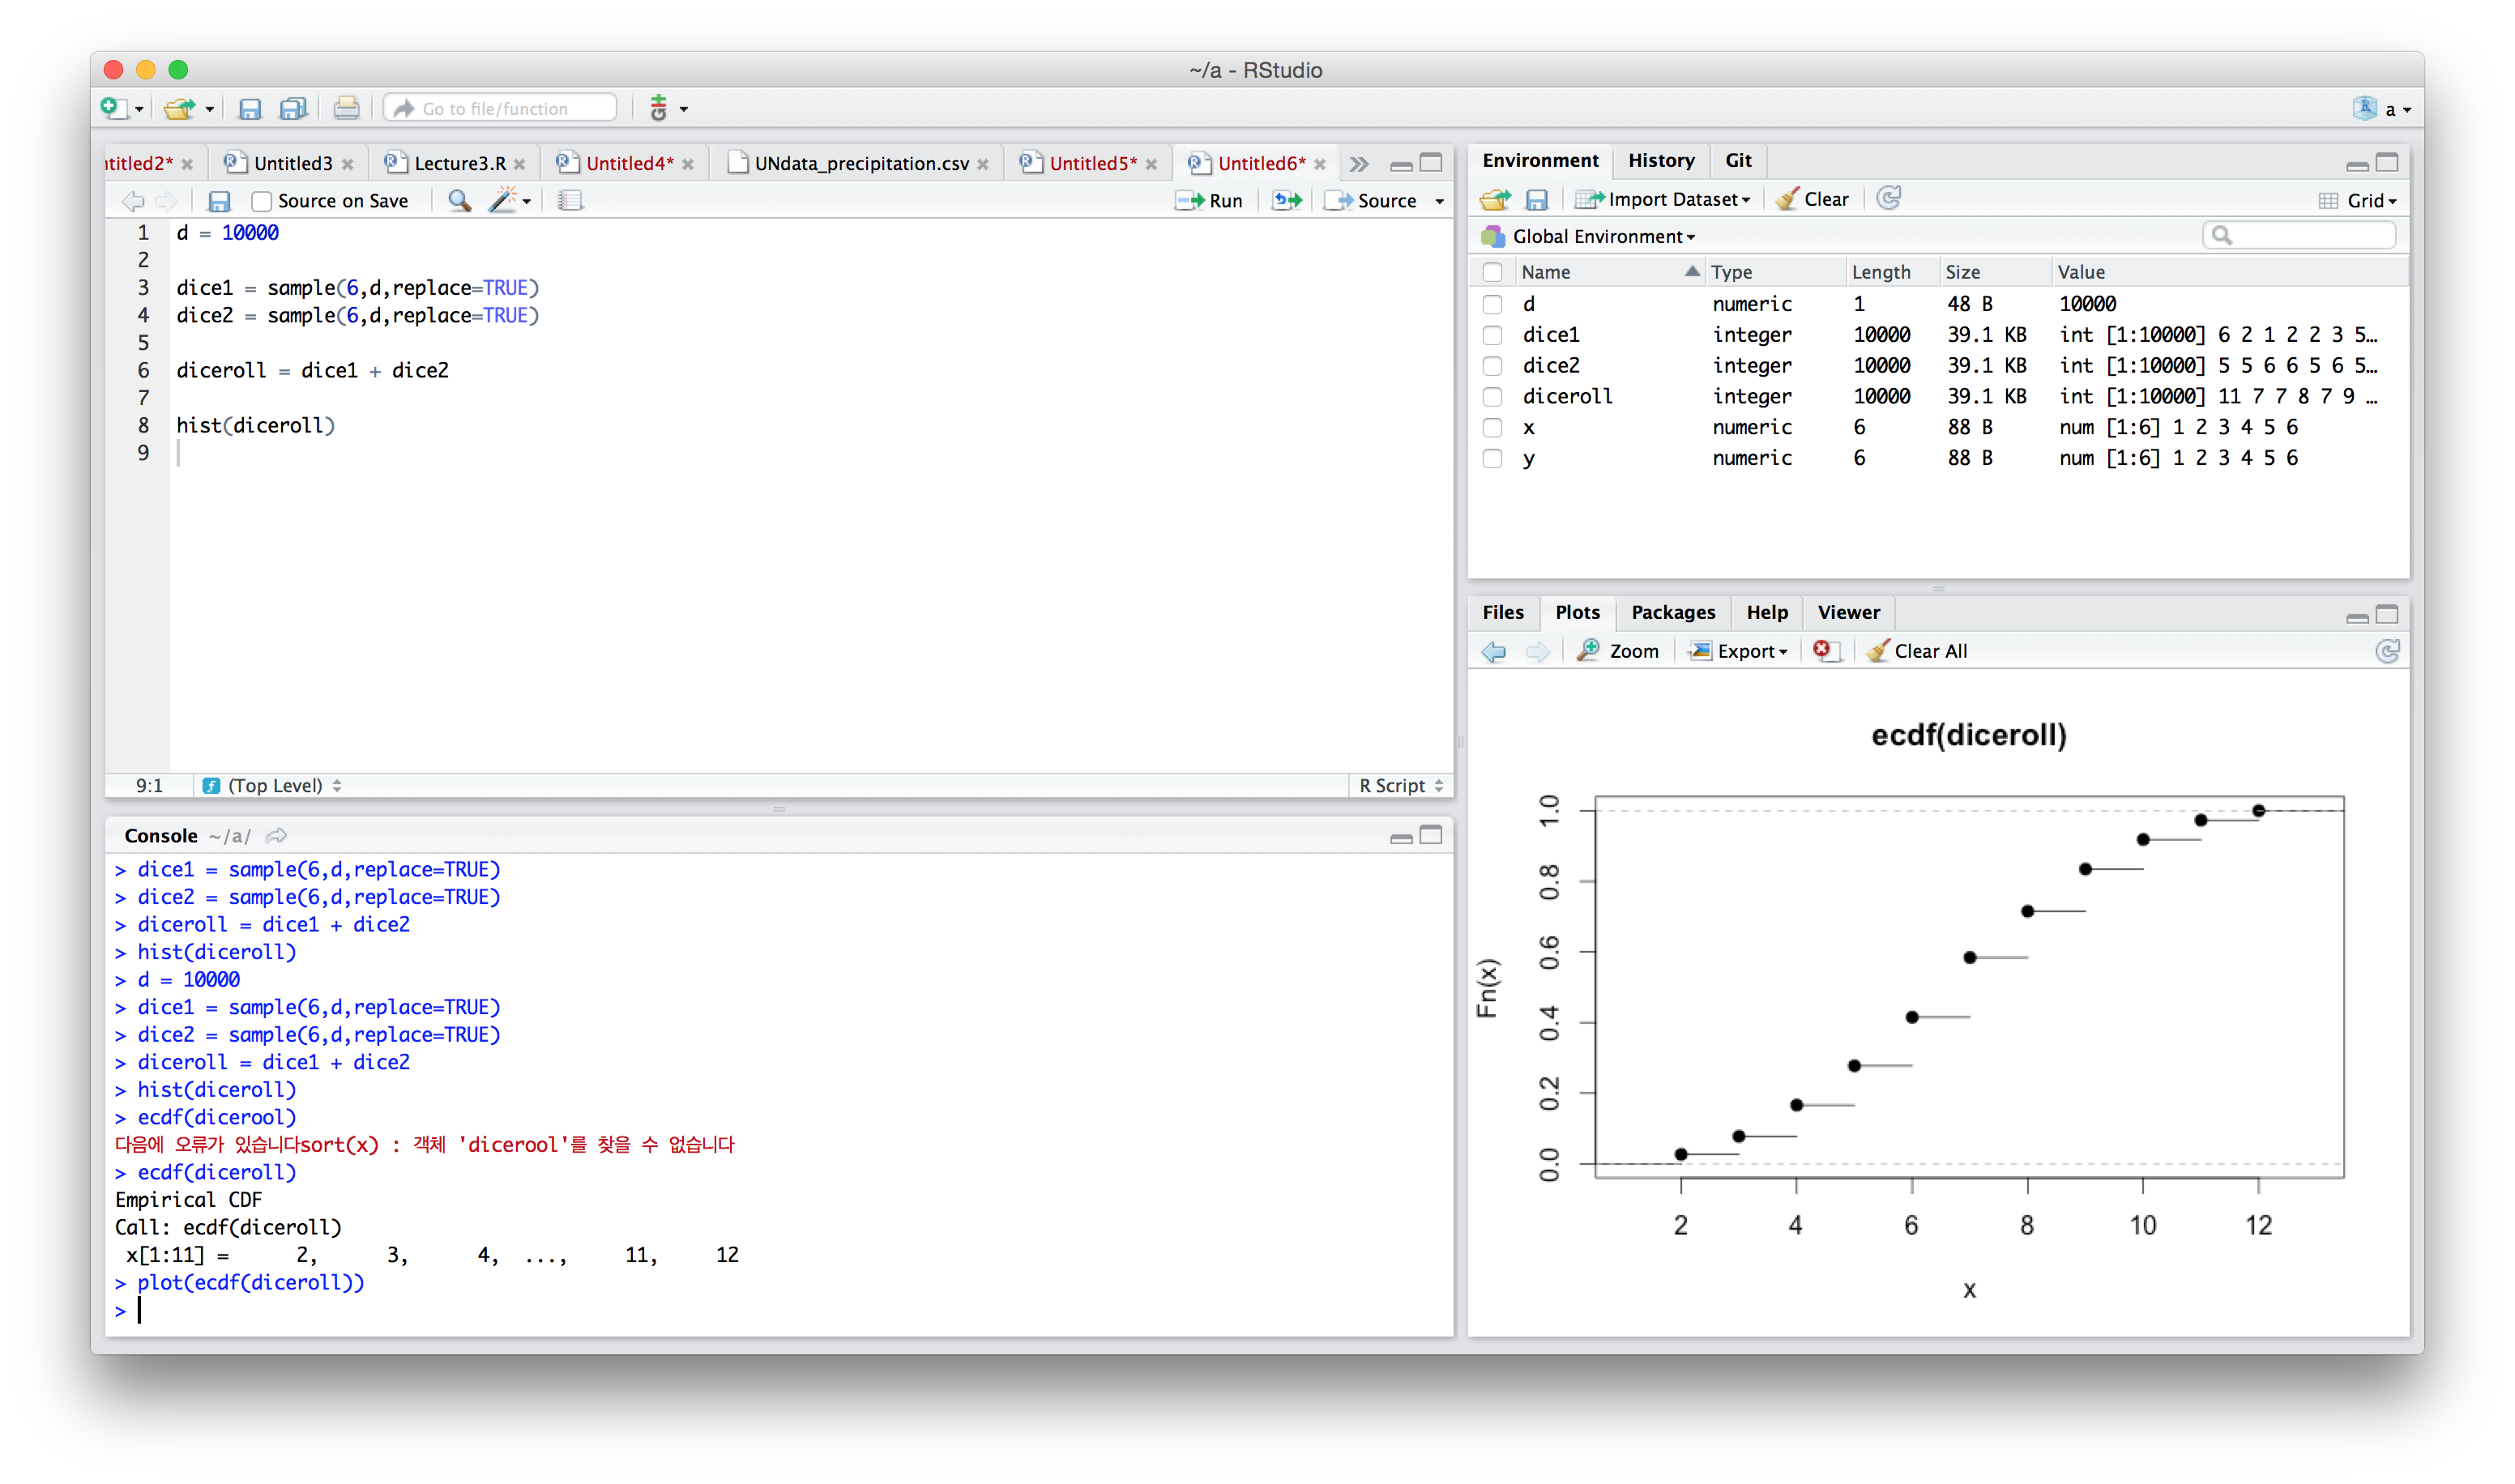 ~/a - RStudio
Go to file/function
a
ntitled2* Untitled3 Lecture3.R Untitled4* UNdata_precipitation.csv Untitled5* Untitled6*
Source on Save Run Source
1 d = 10000
2
3 dice1 = sample(6,d,replace=TRUE)
4 dice2 = sample(6,d,replace=TRUE)
5
6 diceroll = dice1 + dice2
7
8 hist(diceroll)
9
9:1 (Top Level) R Script
Console ~/a/
> dice1 = sample(6,d,replace=TRUE)
> dice2 = sample(6,d,replace=TRUE)
> diceroll = dice1 + dice2
> hist(diceroll)
> d = 10000
> dice1 = sample(6,d,replace=TRUE)
> dice2 = sample(6,d,replace=TRUE)
> diceroll = dice1 + dice2
> hist(diceroll)
> ecdf(dicerool)
다음에 오류가 있습니다sort(x) : 객체 'dicerool'를 찾을 수 없습니다
> ecdf(diceroll)
Empirical CDF
Call: ecdf(diceroll)
x[1:11] = 2, 3, 4, ..., 11, 12
> plot(ecdf(diceroll))
>
Environment History Git
Import Dataset Clear Grid
Global Environment
Name Type Length Size Value
d numeric 1 48 B 10000
dice1 integer 10000 39.1 KB int [1:10000] 6 2 1 2 2 3 5…
dice2 integer 10000 39.1 KB int [1:10000] 5 5 6 6 5 6 5…
diceroll integer 10000 39.1 KB int [1:10000] 11 7 7 8 7 9 …
x numeric 6 88 B num [1:6] 1 2 3 4 5 6
y numeric 6 88 B num [1:6] 1 2 3 4 5 6
Files Plots Packages Help Viewer
Zoom Export Clear All
ecdf(diceroll)
Fn(x)
1.0
0.8
0.6
0.4
0.2
0.0
2 4 6 8 10 12
x